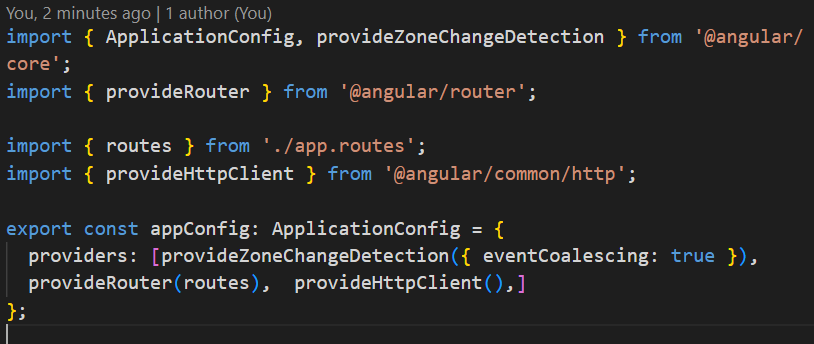 You, 2 minutes ago | 1 author (You)
import { ApplicationConfig, provideZoneChangeDetection } from '@angular/
core';
import { provideRouter } from '@angular/router';

import { routes } from './app.routes';
import { provideHttpClient } from '@angular/common/http';

export const appConfig: ApplicationConfig = {
  providers: [provideZoneChangeDetection({ eventCoalescing: true }),
  provideRouter(routes),  provideHttpClient(),]
};